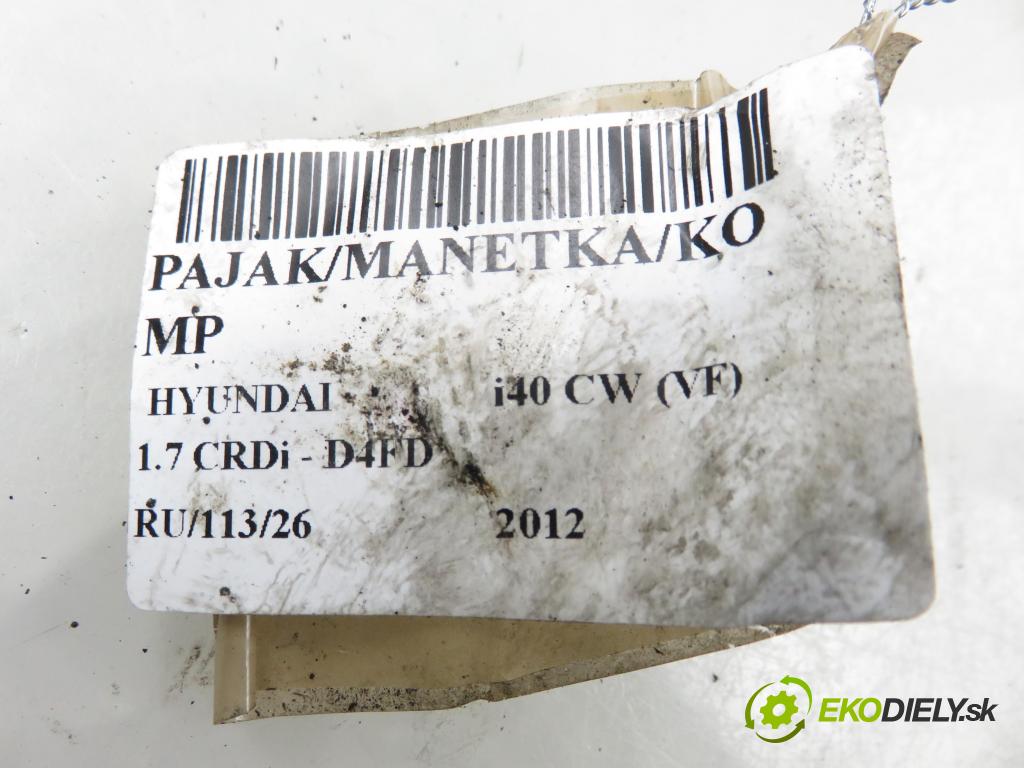 PAJAK/MANETKA/KO
MP
HYUNDAI i40 CW (VF)
1.7 CRDi - D4FD
RU/113/26 2012
EKODIELY.sk